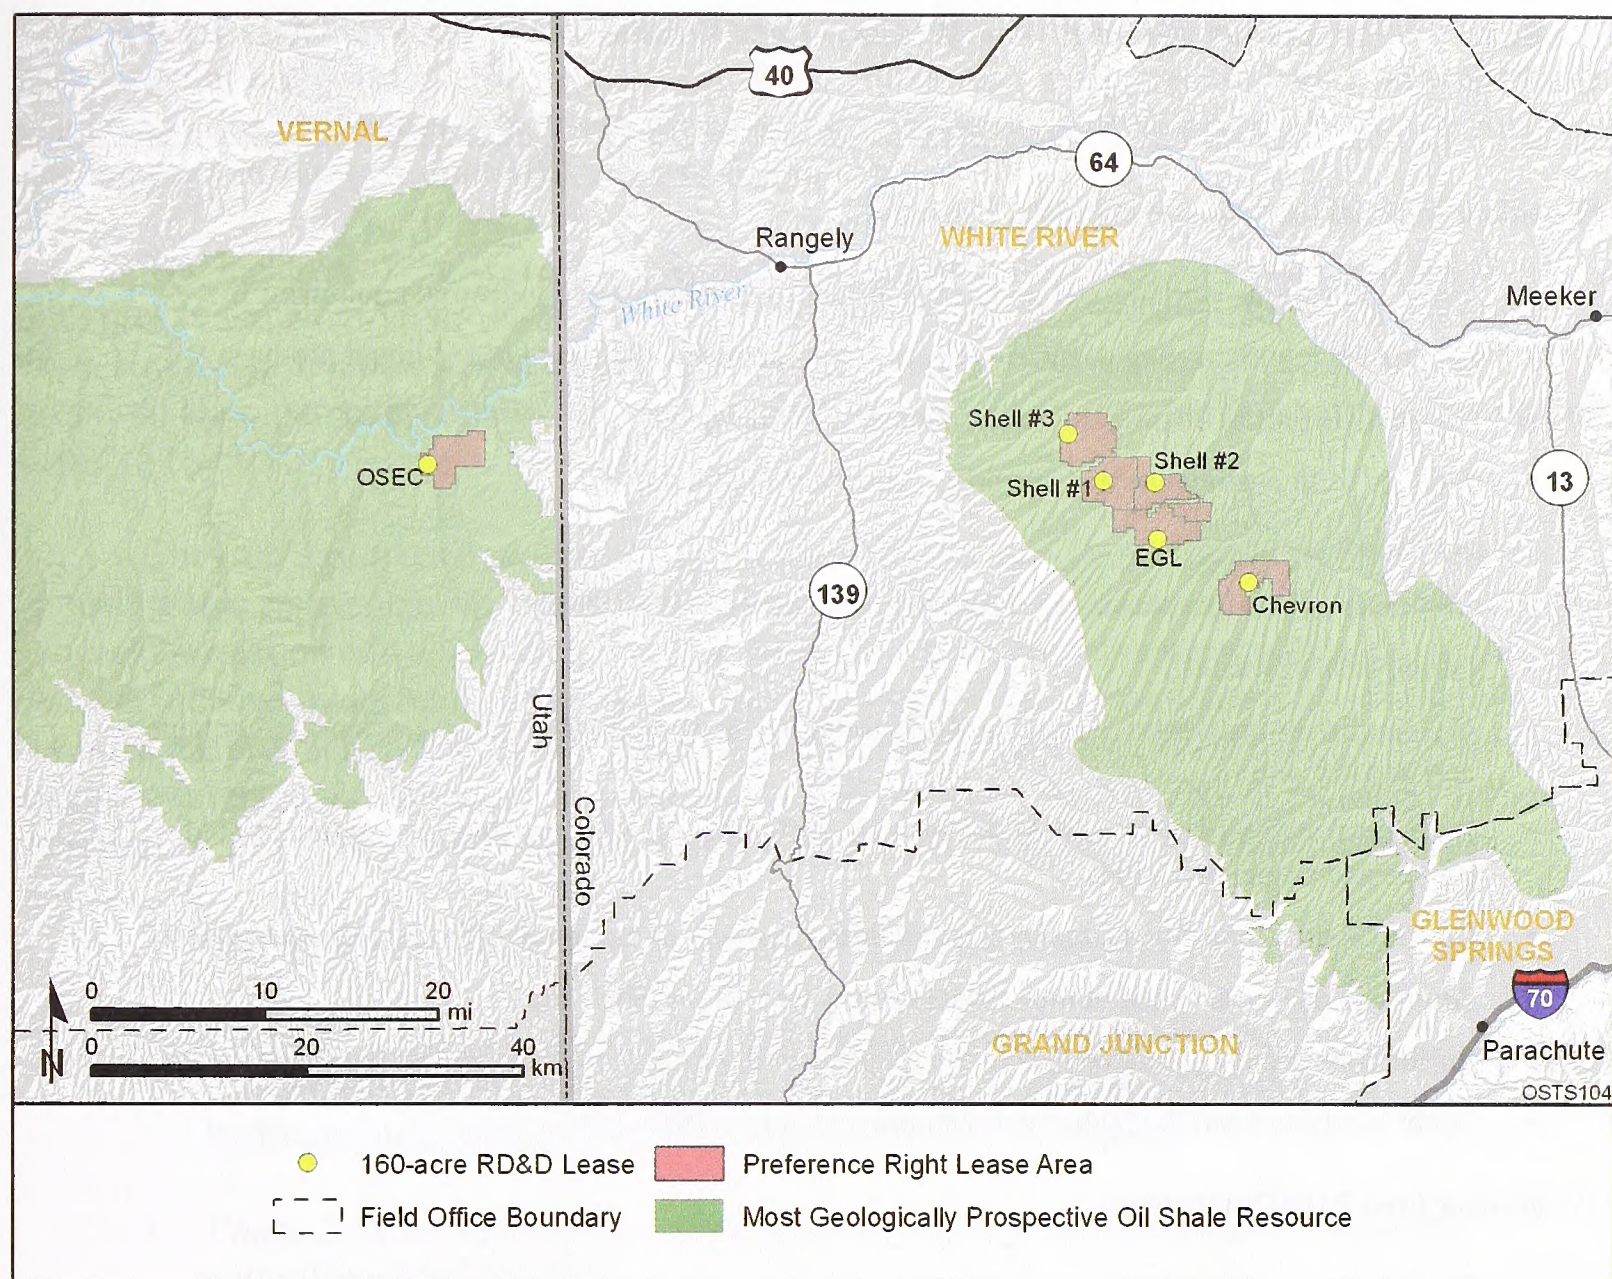 40
VERNAL
64
Rangely
WHITE RIVER
White River
Meeker
Shell #3
Shell #2
Shell #1
OSEC
13
EGL
139
Chevron
Utah
Colorado
GLENWOOD
SPRINGS
70
0 10 20
mi
0 20 40
km
N
GRAND JUNCTION
Parachute
OSTS104
160-acre RD&D Lease
Preference Right Lease Area
Field Office Boundary
Most Geologically Prospective Oil Shale Resource